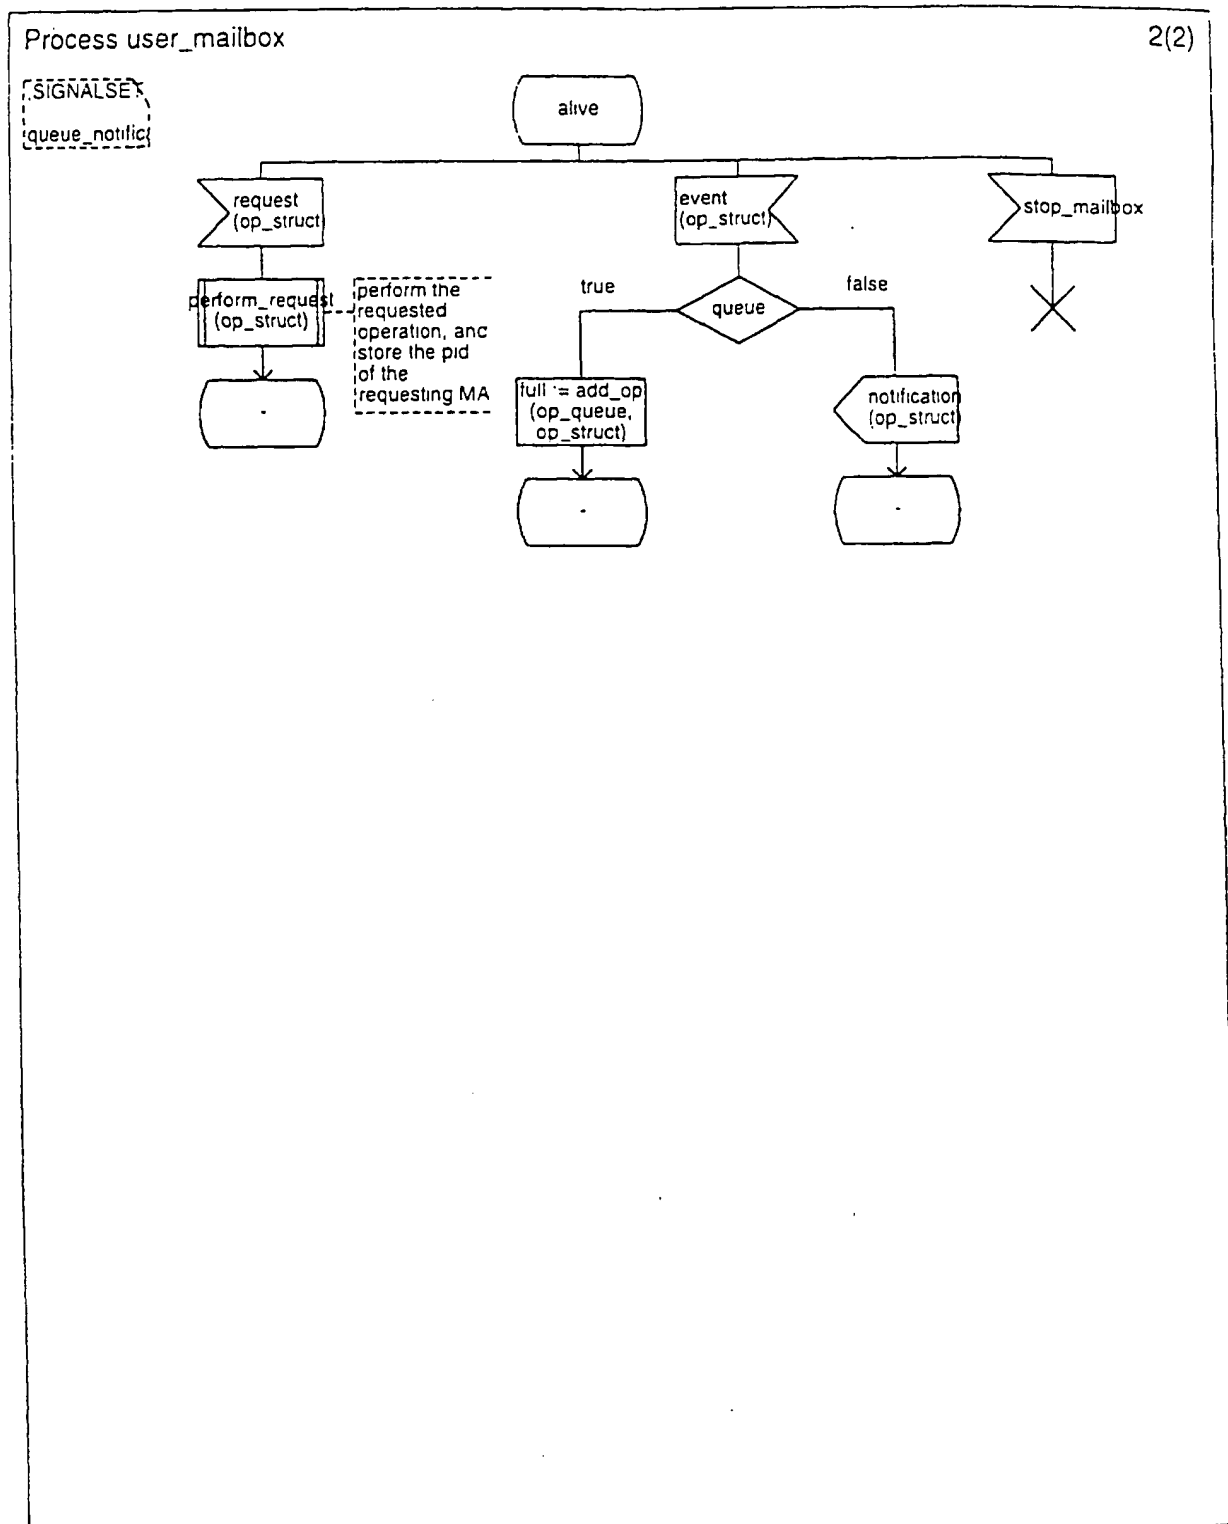 Process user_mailbox
2(2)
SIGNALSET
queue_notific
alive
request
(op_struct
event
(op_struct)
stop_mailbox
perform_request
(op_struct)
perform the
requested
operation, and
store the pid
of the
requesting MA
true
false
queue
-
full := add_op
(op_queue,
op_struct)
notification
(op_struct)
-
-